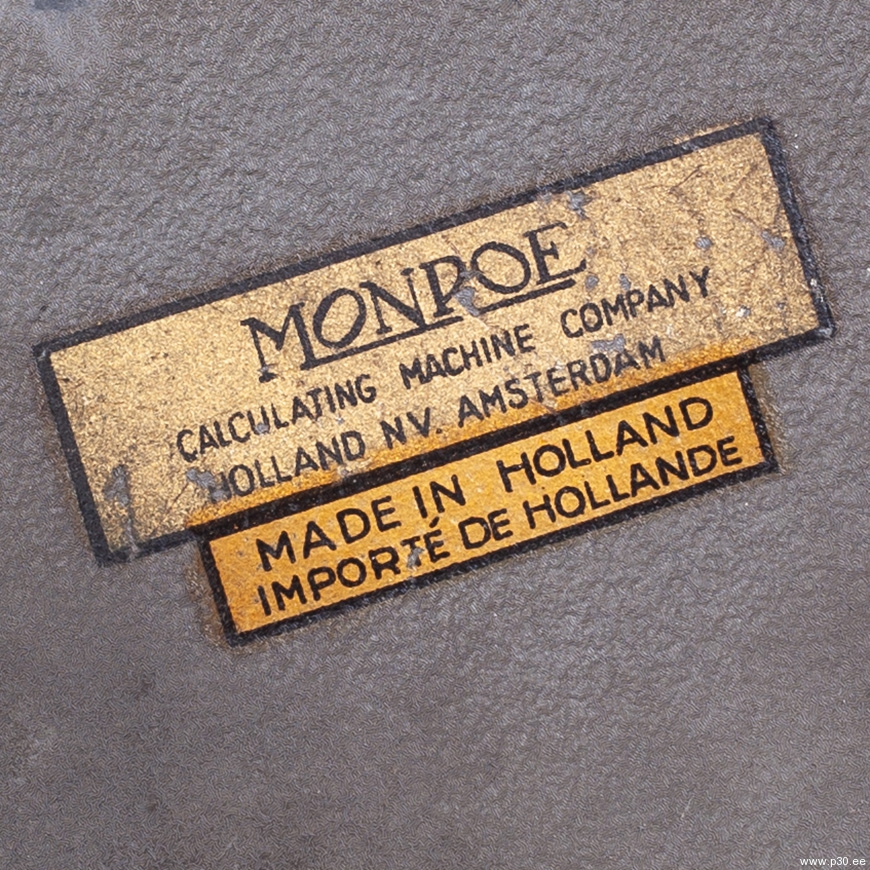 MONROE
CALCULATING MACHINE COMPANY
HOLLAND NV. AMSTERDAM
MADE IN HOLLAND
IMPORTÉ DE HOLLANDE
www.p30.ee